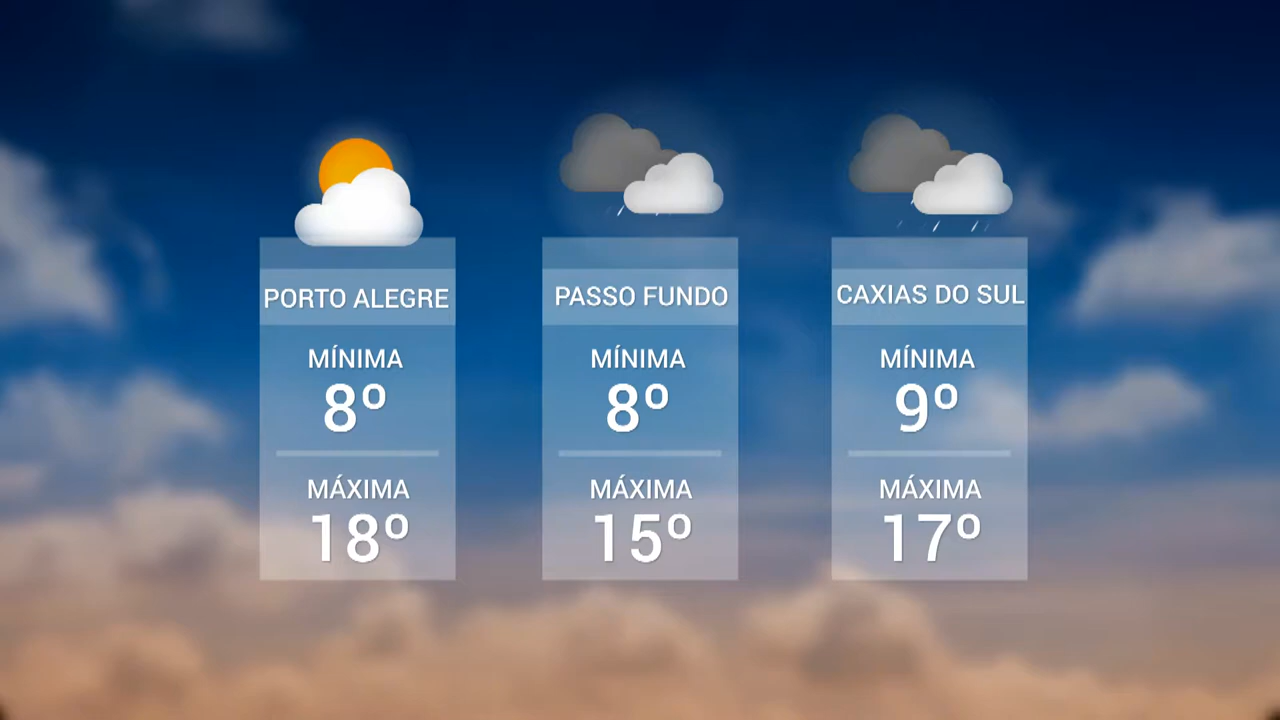 PORTO ALEGRE
MÍNIMA
8º
MÁXIMA
18º
PASSO FUNDO
MÍNIMA
8º
MÁXIMA
15º
CAXIAS DO SUL
MÍNIMA
9º
MÁXIMA
17º